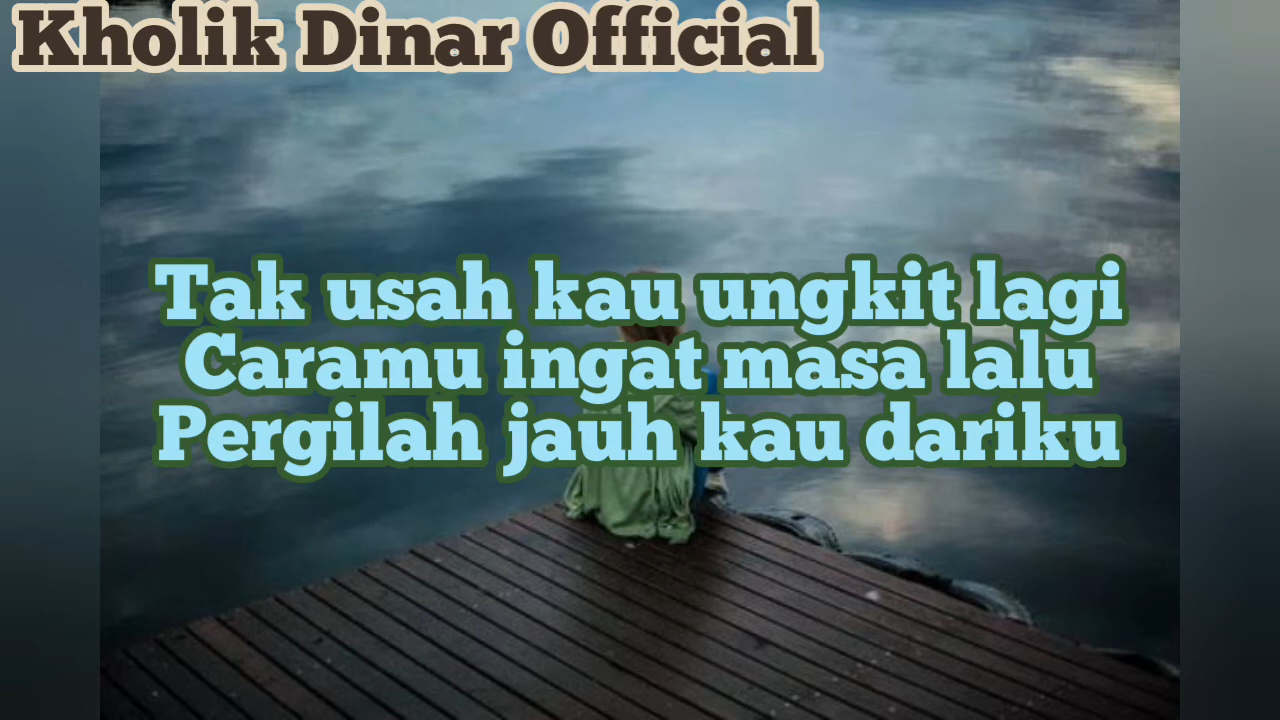 Kholik Dinar Official
Tak usah kau ungkit lagi
Caramu ingat masa lalu
Pergilah jauh kau dariku